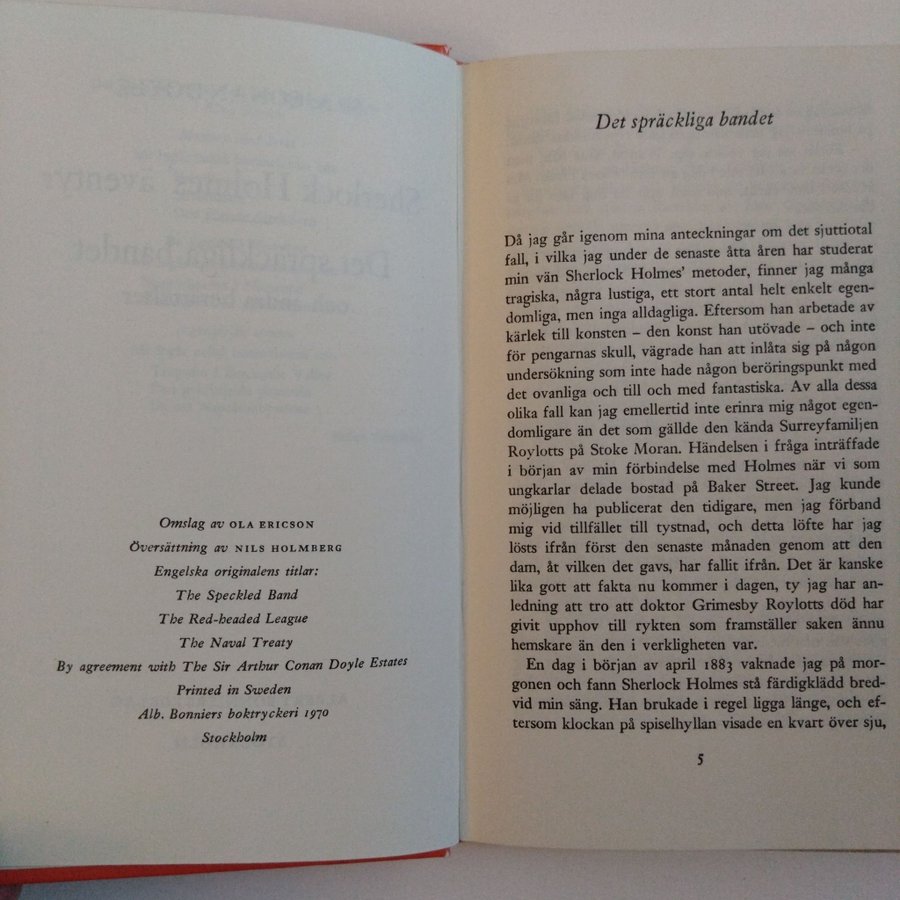 Omslag av OLA ERICSON
Översättning av NILS HOLMBERG
Engelska originalens titlar:
The Speckled Band
The Red-headed League
The Naval Treaty
By agreement with The Sir Arthur Conan Doyle Estates
Printed in Sweden
Alb. Bonniers boktryckeri 1970
Stockholm
Det spräckliga bandet
Då jag går igenom mina anteckningar om det sjuttiotal
fall, i vilka jag under de senaste åtta åren har studerat
min vän Sherlock Holmes' metoder, finner jag många
tragiska, några lustiga, ett stort antal helt enkelt egen-
domliga, men inga alldagliga. Eftersom han arbetade av
kärlek till konsten – den konst han utövade – och inte
för pengarnas skull, vägrade han att inlåta sig på någon
undersökning som inte hade någon beröringspunkt med
det ovanliga och till och med fantastiska. Av alla dessa
olika fall kan jag emellertid inte erinra mig något egen-
domligare än det som gällde den kända Surreyfamiljen
Roylotts på Stoke Moran. Händelsen i fråga inträffade
i början av min förbindelse med Holmes när vi som
ungkarlar delade bostad på Baker Street. Jag kunde
möjligen ha publicerat den tidigare, men jag förband
mig vid tillfället till tystnad, och detta löfte har jag
lösts ifrån först den senaste månaden genom att den
dam, åt vilken det gavs, har fallit ifrån. Det är kanske
lika gott att fakta nu kommer i dagen, ty jag har an-
ledning att tro att doktor Grimesby Roylotts död har
givit upphov till rykten som framställer saken ännu
hemskare än den i verkligheten var.
En dag i början av april 1883 vaknade jag på mor-
gonen och fann Sherlock Holmes stå färdigklädd bred-
vid min säng. Han brukade i regel ligga länge, och ef-
tersom klockan på spiselhyllan visade en kvart över sju,
5